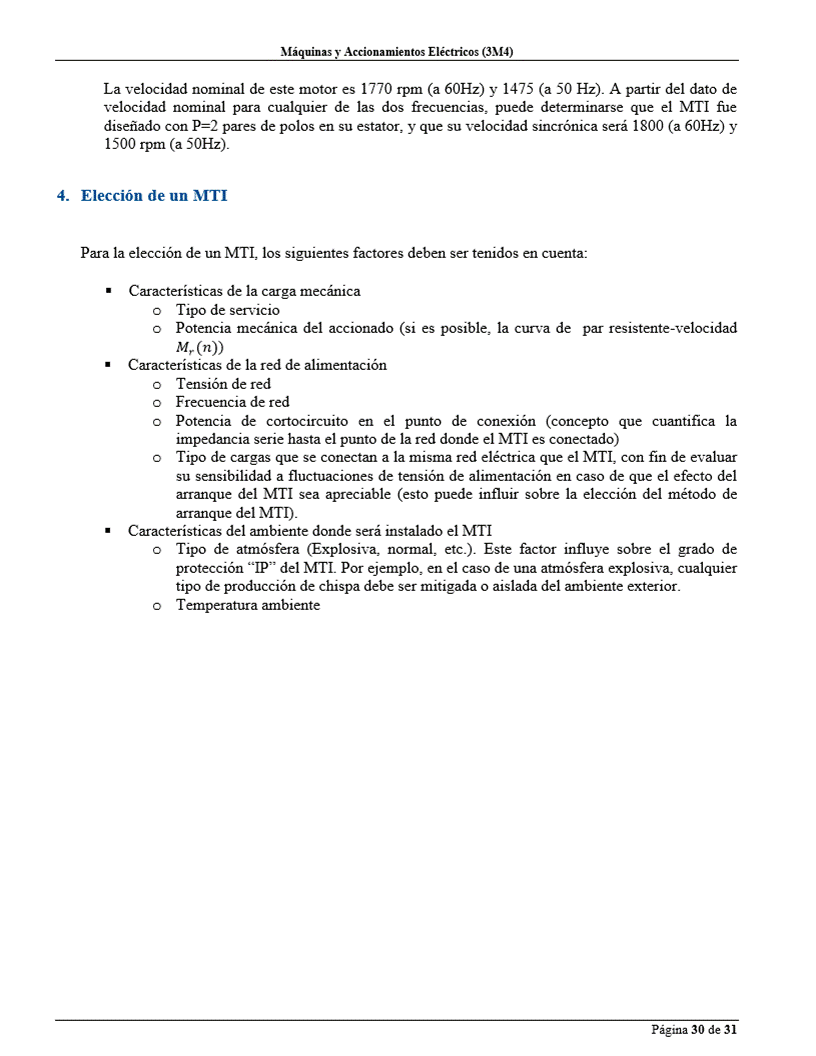 Máquinas y Accionamientos Eléctricos (3M4)
La velocidad nominal de este motor es 1770 rpm (a 60Hz) y 1475 (a 50 Hz). A partir del dato de
velocidad nominal para cualquier de las dos frecuencias, puede determinarse que el MTI fue
diseñado con P=2 pares de polos en su estator, y que su velocidad sincrónica será 1800 (a 60Hz) y
1500 rpm (a 50Hz).
4. Elección de un MTI
Para la elección de un MTI, los siguientes factores deben ser tenidos en cuenta:
▪ Características de la carga mecánica
o Tipo de servicio
o Potencia mecánica del accionado (si es posible, la curva de par resistente-velocidad
𝑀𝑟(𝑛))
▪ Características de la red de alimentación
o Tensión de red
o Frecuencia de red
o Potencia de cortocircuito en el punto de conexión (concepto que cuantifica la
impedancia serie hasta el punto de la red donde el MTI es conectado)
o Tipo de cargas que se conectan a la misma red eléctrica que el MTI, con fin de evaluar
su sensibilidad a fluctuaciones de tensión de alimentación en caso de que el efecto del
arranque del MTI sea apreciable (esto puede influir sobre la elección del método de
arranque del MTI).
▪ Características del ambiente donde será instalado el MTI
o Tipo de atmósfera (Explosiva, normal, etc.). Este factor influye sobre el grado de
protección “IP” del MTI. Por ejemplo, en el caso de una atmósfera explosiva, cualquier
tipo de producción de chispa debe ser mitigada o aislada del ambiente exterior.
o Temperatura ambiente
Página 30 de 31